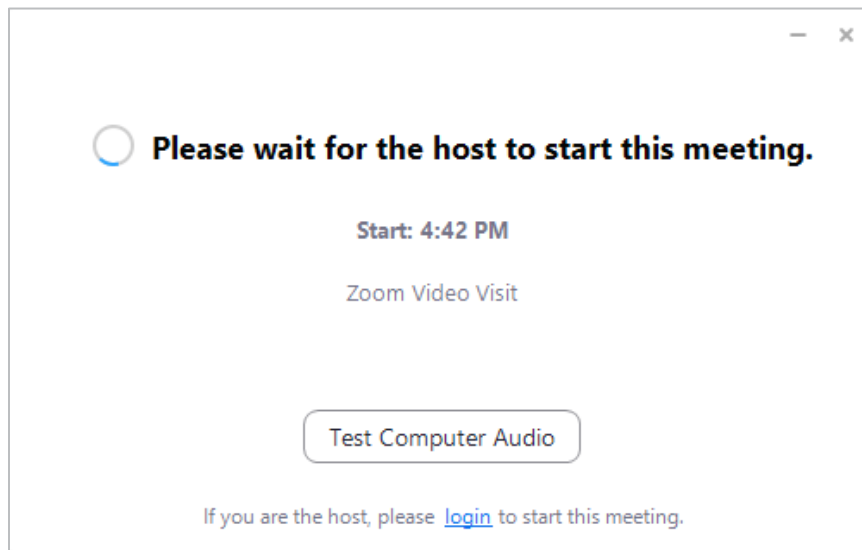 Please wait for the host to start this meeting.
Start: 4:42 PM
Zoom Video Visit
Test Computer Audio
If you are the host, please login to start this meeting.